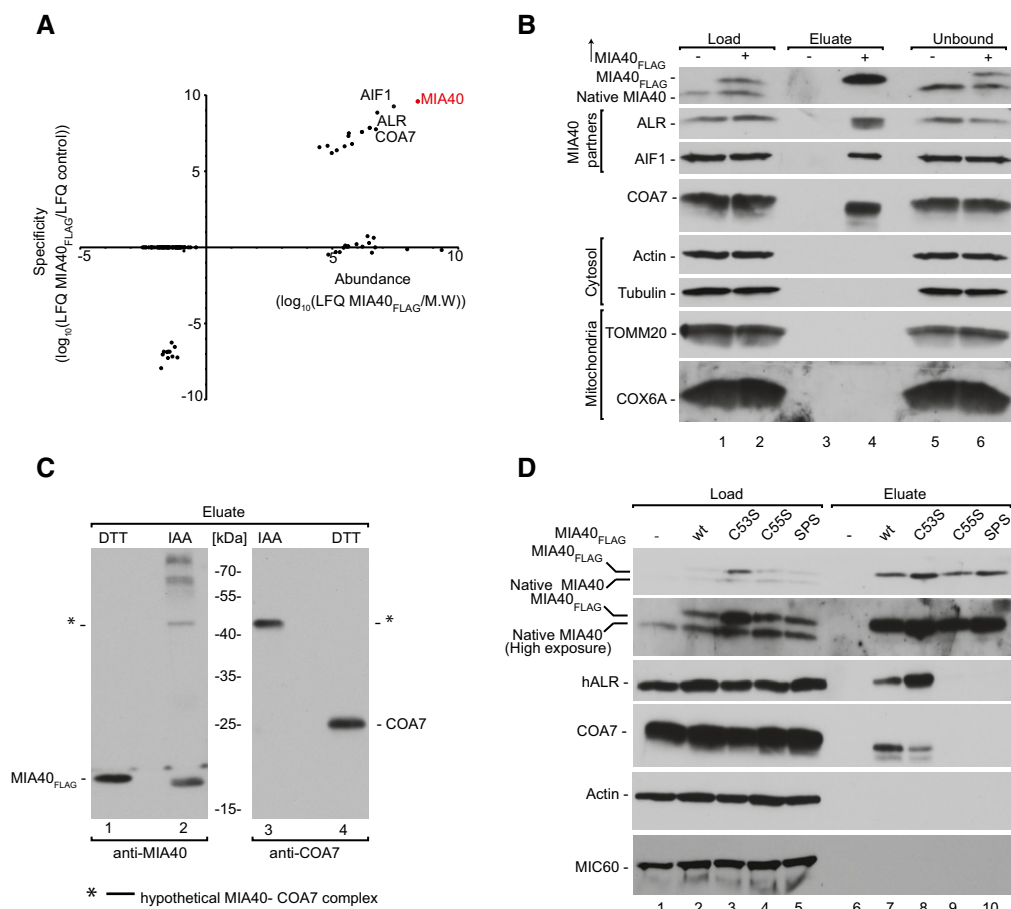 A
10
AIF1
MIA40
ALR
COA7
5
-5
5
10
-5
-10
Specificity
(log10(LFQ MIA40FLAG/LFQ control))
Abundance
(log10(LFQ MIA40FLAG/M.W))
B
Load
Eluate
Unbound
↑MIA40FLAG
- + - + - +
MIA40FLAG -
Native MIA40 -
MIA40 partners
ALR -
AIF1 -
COA7 -
Cytosol
Actin -
Tubulin -
Mitochondria
TOMM20 -
COX6A -
1 2 3 4 5 6
C
Eluate
DTT IAA [kDa] IAA DTT
-70-
-55-
* - - *
-40-
-35-
-25- - COA7
MIA40FLAG -
-15-
1 2 3 4
anti-MIA40 anti-COA7
* hypothetical MIA40- COA7 complex
D
Load
Eluate
MIA40FLAG
- wt C53S C55S SPS - wt C53S C55S SPS
MIA40FLAG
Native MIA40
MIA40FLAG
Native MIA40
(High exposure)
hALR -
COA7 -
Actin -
MIC60 -
1 2 3 4 5 6 7 8 9 10